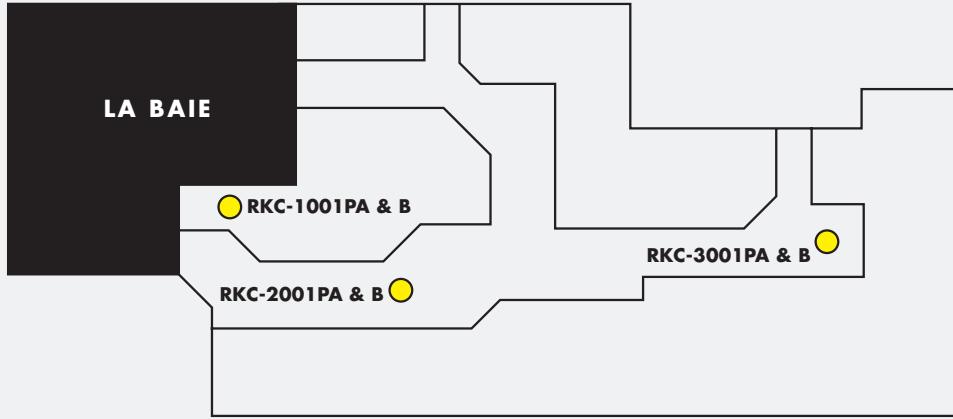 LA BAIE
RKC-1001PA & B
RKC-3001PA & B
RKC-2001PA & B